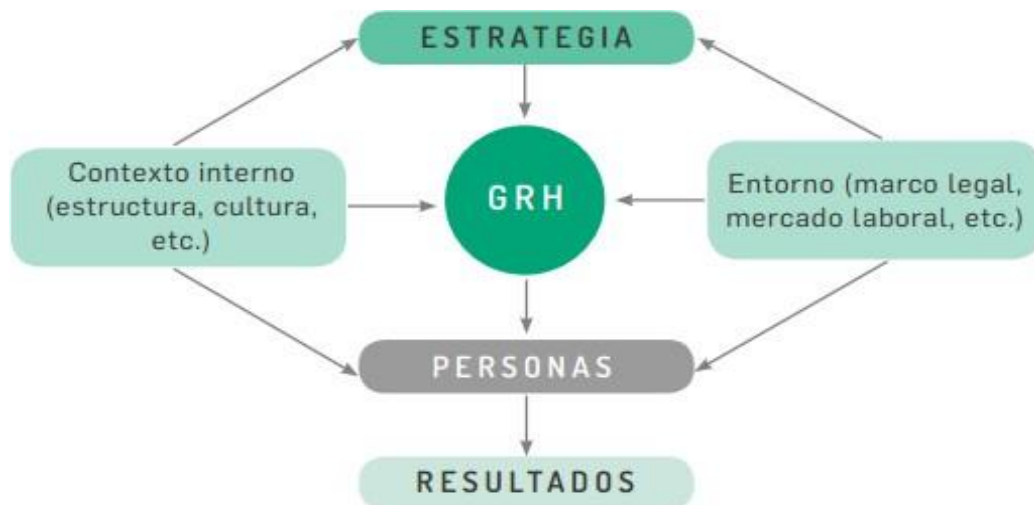 ESTRATEGIA
Contexto interno
(estructura, cultura,
etc.)
GRH
Entorno (marco legal,
mercado laboral, etc.)
PERSONAS
RESULTADOS